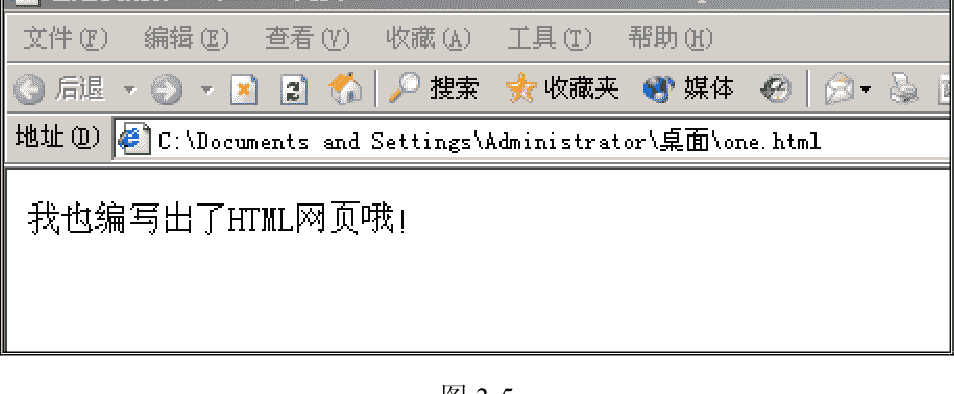 文件(F) 编辑(E) 查看(V) 收藏(A) 工具(T) 帮助(H)
后退 搜索 收藏夹 媒体
地址(D) C:\Documents and Settings\Administrator\桌面\one.html
我也编写出了HTML网页哦!